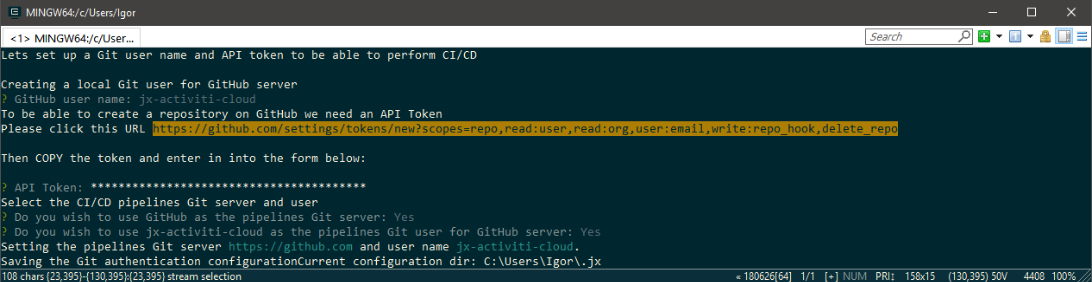 MINGW64:/c/Users/Igor
<1> MINGW64:/c/User...
Search
Lets set up a Git user name and API token to be able to perform CI/CD
Creating a local Git user for GitHub server
? GitHub user name: jx-activiti-cloud
To be able to create a repository on GitHub we need an API Token
Please click this URL https://github.com/settings/tokens/new?scopes=repo,read:user,read:org,user:email,write:repo_hook,delete_repo
Then COPY the token and enter in into the form below:
? API Token: ****************************************
Select the CI/CD pipelines Git server and user
? Do you wish to use GitHub as the pipelines Git server: Yes
? Do you wish to use jx-activiti-cloud as the pipelines Git user for GitHub server: Yes
Setting the pipelines Git server https://github.com and user name jx-activiti-cloud.
Saving the Git authentication configurationCurrent configuration dir: C:\Users\Igor\.jx
108 chars (23,395)-(130,395):(23,395) stream selection
« 180626[64] 1/1 [+] NUM PRI↕ 158x15 (130,395) 50V 4408 100%